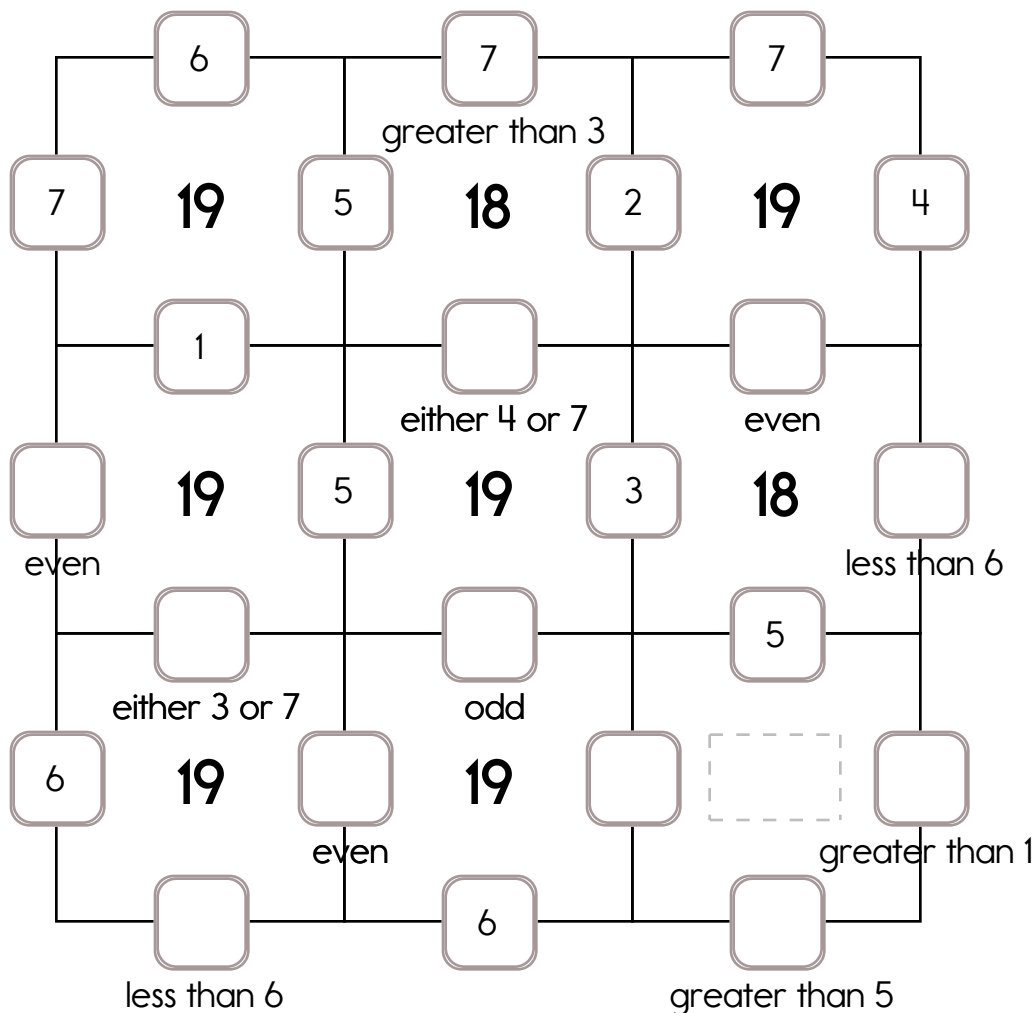 6 7 7
greater than 3
7 19 5 18 2 19 4
1
either 4 or 7 even
19 5 19 3 18
even less than 6
5
either 3 or 7 odd
6 19 19
even greater than 1
6
less than 6 greater than 5